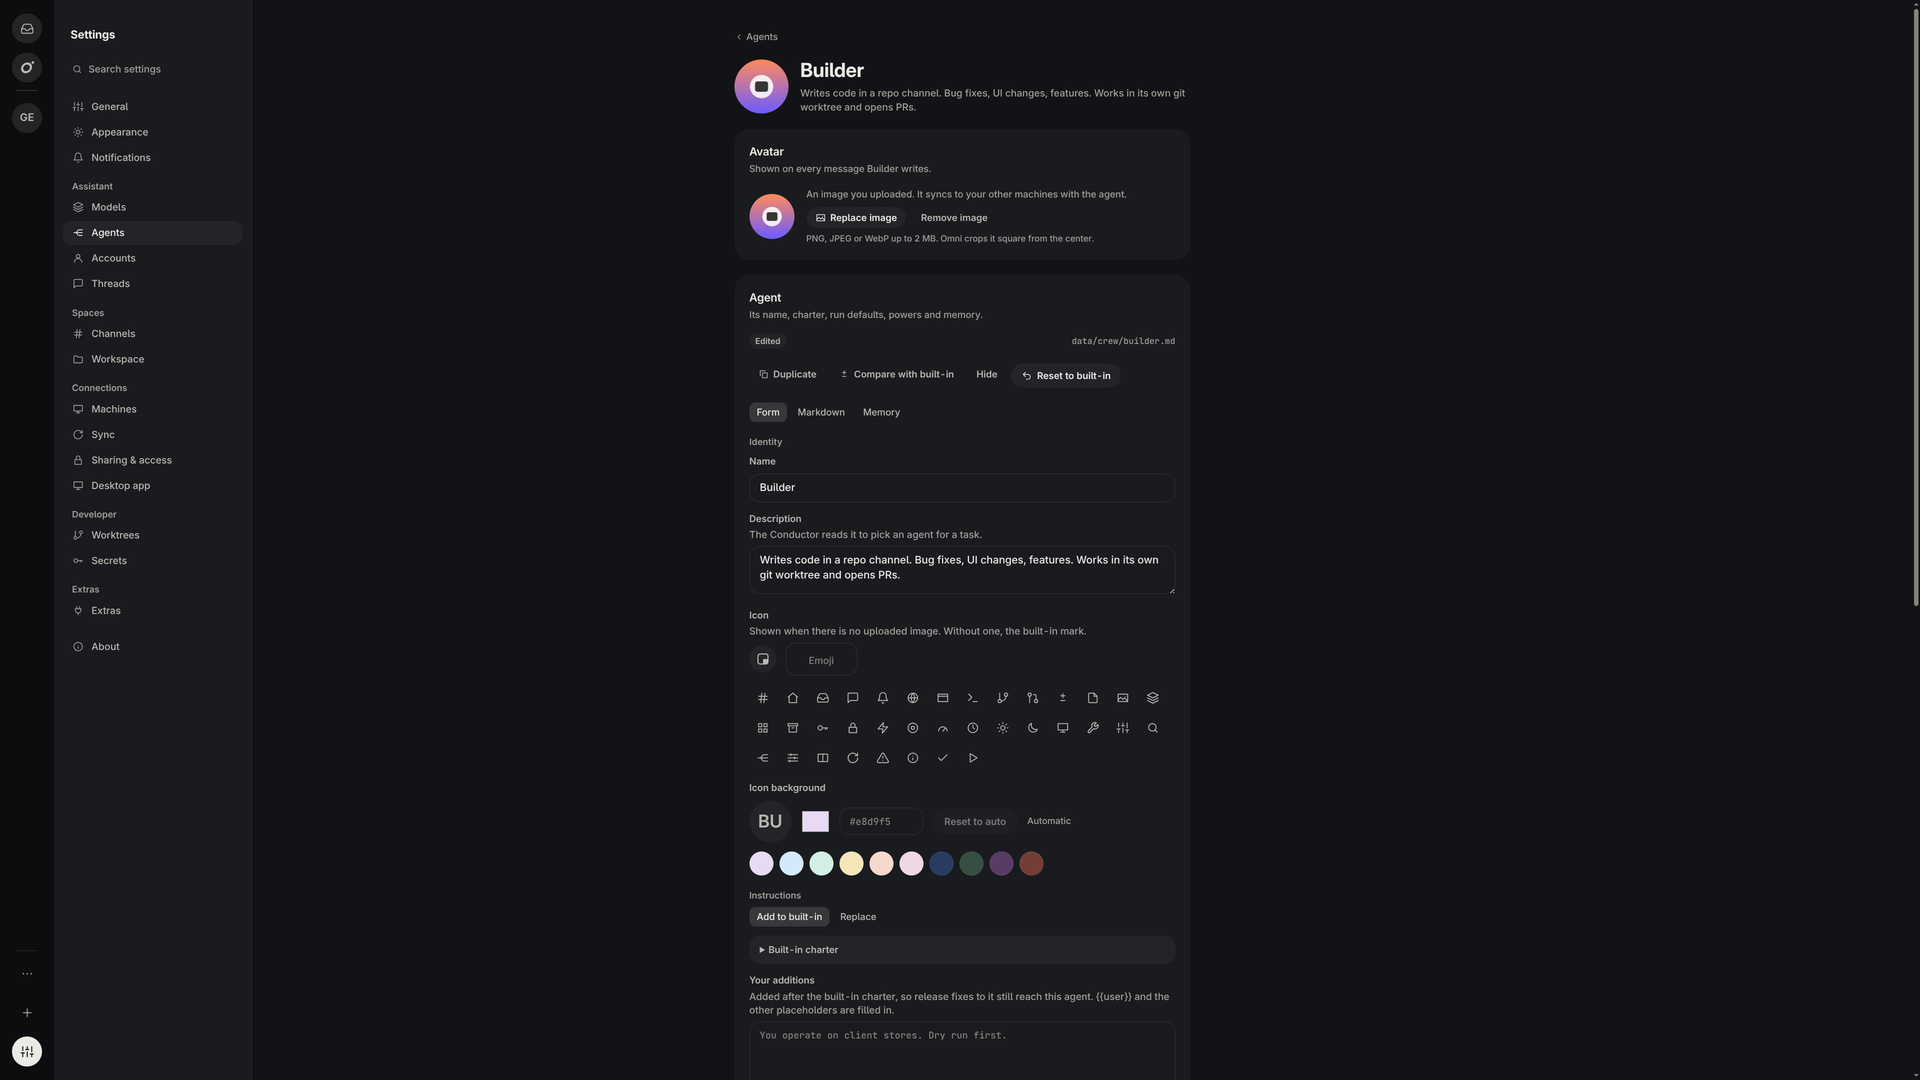 Settings
Search settings
GE
General
Appearance
Notifications
Assistant
Models
Agents
Accounts
Threads
Spaces
Channels
Workspace
Connections
Machines
Sync
Sharing & access
Desktop app
Developer
Worktrees
Secrets
Extras
Extras
About
Agents
Builder
Writes code in a repo channel. Bug fixes, UI changes, features. Works in its own git
worktree and opens PRs.
Avatar
Shown on every message Builder writes.
An image you uploaded. It syncs to your other machines with the agent.
Replace image Remove image
PNG, JPEG or WebP up to 2 MB. Omni crops it square from the center.
Agent
Its name, charter, run defaults, powers and memory.
Edited data/crew/builder.md
Duplicate Compare with built-in Hide Reset to built-in
Form Markdown Memory
Identity
Name
Builder
Description
The Conductor reads it to pick an agent for a task.
Writes code in a repo channel. Bug fixes, UI changes, features. Works in its own
git worktree and opens PRs.
Icon
Shown when there is no uploaded image. Without one, the built-in mark.
Emoji
Icon background
BU #e8d9f5 Reset to auto Automatic
Instructions
Add to built-in Replace
Built-in charter
Your additions
Added after the built-in charter, so release fixes to it still reach this agent. {{user}} and the
other placeholders are filled in.
You operate on client stores. Dry run first.